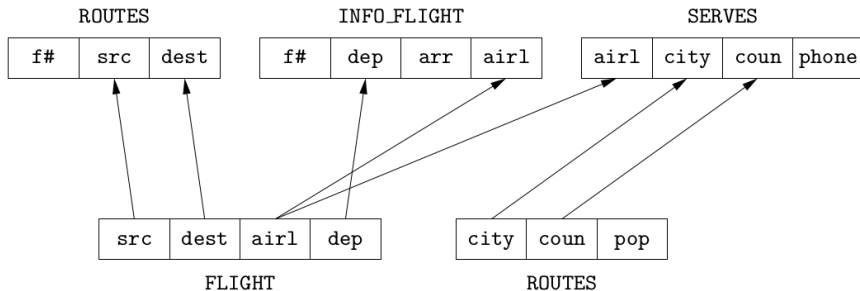 ROUTES INFO_FLIGHT SERVES
f# src dest f# dep arr airl airl city coun phone
src dest airl dep city coun pop
FLIGHT ROUTES